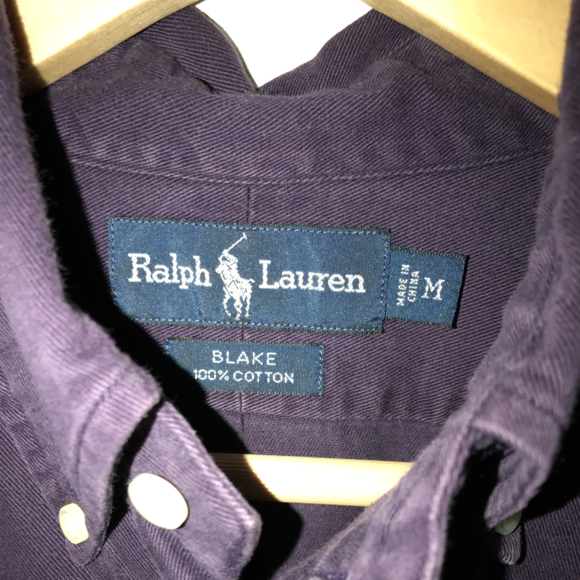 Ralph Lauren
MADE IN
CHINA
M
BLAKE
100% COTTON